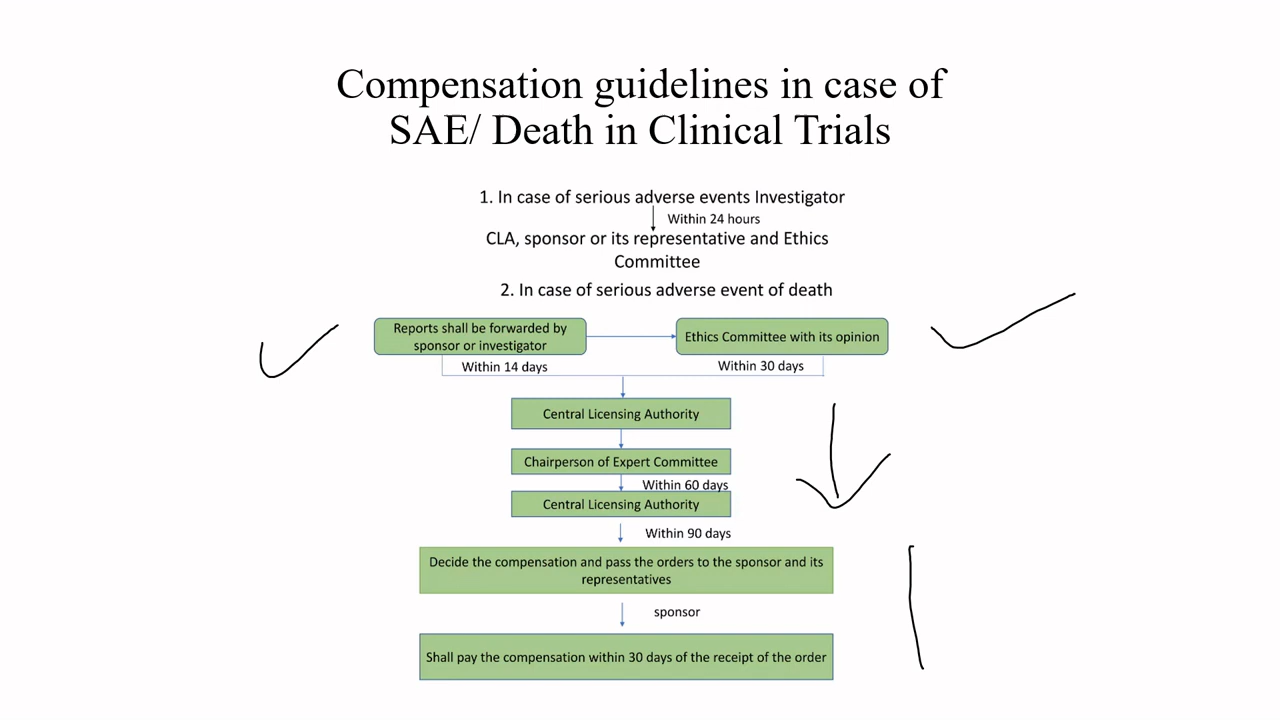 Compensation guidelines in case of
SAE/ Death in Clinical Trials
1. In case of serious adverse events Investigator
Within 24 hours
CLA, sponsor or its representative and Ethics
Committee
2. In case of serious adverse event of death
Reports shall be forwarded by
sponsor or investigator
Ethics Committee with its opinion
Within 14 days
Within 30 days
Central Licensing Authority
Chairperson of Expert Committee
Within 60 days
Central Licensing Authority
Within 90 days
Decide the compensation and pass the orders to the sponsor and its
representatives
sponsor
Shall pay the compensation within 30 days of the receipt of the order